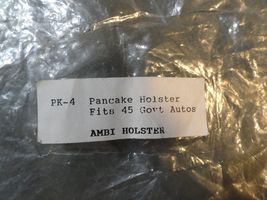 PK-4 Pancake Holster
Fits 45 Govt Autos
AMBI HOLSTER